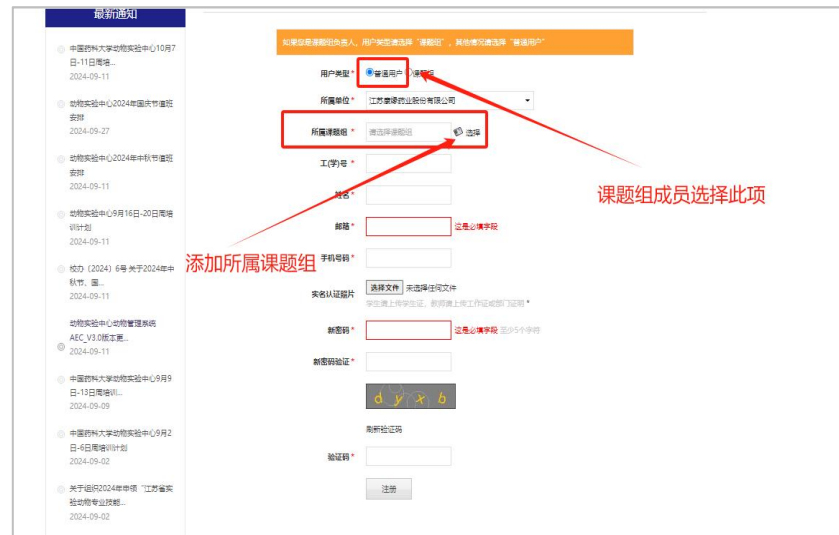 最新通知
中国药科大学动物实验中心10月7
日-11日周培...
2024-09-11
动物实验中心2024年国庆节值班
安排
2024-09-27
动物实验中心2024年中秋节值班
安排
2024-09-11
动物实验中心9月16日-20日周培
训计划
2024-09-11
校办（2024）6号 关于2024年中
秋节、国...
2024-09-11
动物实验中心动物管理系统
AEC_V3.0版本更...
2024-09-11
中国药科大学动物实验中心9月9
日-13日周培训...
2024-09-09
中国药科大学动物实验中心9月2
日-6日周培训计划
2024-09-02
关于组织2024年申领“江苏省实
验动物专业技能...
2024-09-02
如果您是课题组负责人，用户类型请选择“课题组”，其他情况请选择“普通用户”
用户类型* 普通用户 课题组
所属单位* 江苏康缘药业股份有限公司
所属课题组 * 请选择课题组 选择
工(学)号 *
姓名*
邮箱* 这是必填字段
手机号码*
实名认证照片 选择文件 未选择任何文件
学生请上传学生证，教师请上传工作证或部门证明 *
新密码* 这是必填字段 至少5个字符
新密码验证*
d y x b
刷新验证码
验证码*
注册
课题组成员选择此项
添加所属课题组